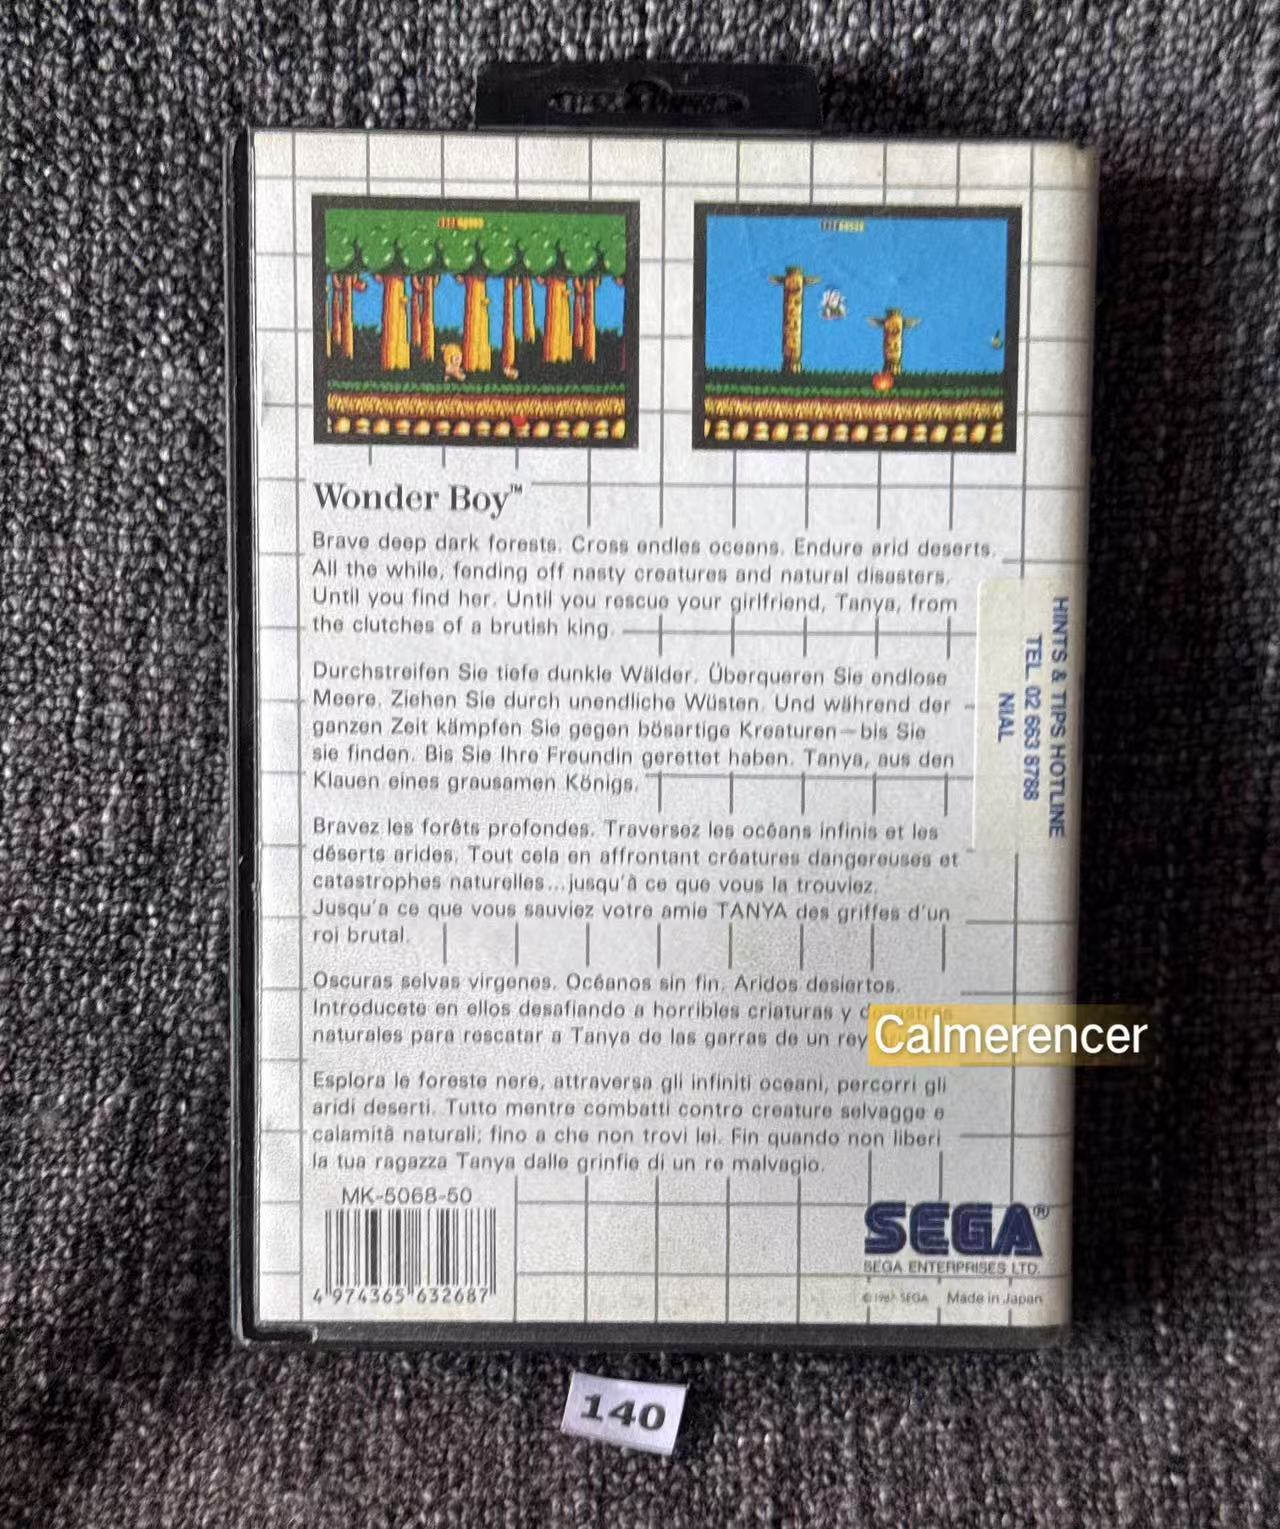 Wonder Boy™
Brave deep dark forests. Cross endles oceans. Endure arid deserts.
All the while, fending off nasty creatures and natural disasters.
Until you find her. Until you rescue your girlfriend, Tanya, from
the clutches of a brutish king.
Durchstreifen Sie tiefe dunkle Wälder. Überqueren Sie endlose
Meere. Ziehen Sie durch unendliche Wüsten. Und während der
ganzen Zeit kämpfen Sie gegen bösartige Kreaturen—bis Sie
sie finden. Bis Sie Ihre Freundin gerettet haben. Tanya, aus den
Klauen eines grausamen Königs.
Bravez les forêts profondes. Traversez les océans infinis et les
déserts arides. Tout cela en affrontant créatures dangereuses et
catastrophes naturelles...jusqu'à ce que vous la trouviez.
Jusqu'a ce que vous sauviez votre amie TANYA des griffes d'un
roi brutal.
Oscuras selvas virgenes. Océanos sin fin. Aridos desiertos.
Introducete en ellos desafiando a horribles criaturas y
naturales para rescatar a Tanya de las garras de un rey
Calmerencer
Esplora le foreste nere, attraversa gli infiniti oceani, percorri gli
aridi deserti. Tutto mentre combatti contro creature selvagge e
calamità naturali; fino a che non trovi lei. Fin quando non liberi
la tua ragazza Tanya dalle grinfie di un re malvagio.
MK-5068-50
4 974365 632687
SEGA®
SEGA ENTERPRISES LTD.
SEGA Made in Japan
HINTS & TIPS HOTLINE
TEL 02 663 8788
NIAL
140